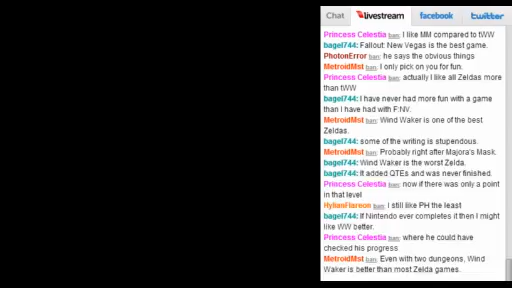 Chat livestream facebook twitter
Princess Celestia ban: I like MM compared to tWW
bagel744: Fallout: New Vegas is the best game.
PhotonError ban: he says the obvious things
MetroidMst ban: I only pick on you for fun.
Princess Celestia ban: actually I like all Zeldas more
than tWW
bagel744: I have never had more fun with a game
than I have had with F:NV.
MetroidMst ban: Wind Waker is one of the best
Zeldas.
bagel744: some of the writing is stupendous.
MetroidMst ban: Probably right after Majora's Mask.
bagel744: Wind Waker is the worst Zelda.
bagel744: It added QTEs and was never finished.
Princess Celestia ban: now if there was only a point
in that level
HylianFlareon ban: I still like PH the least
bagel744: If Nintendo ever completes it then I might
like WW better.
Princess Celestia ban: where he could have
checked his progress
MetroidMst ban: Even with two dungeons, Wind
Waker is better than most Zelda games.